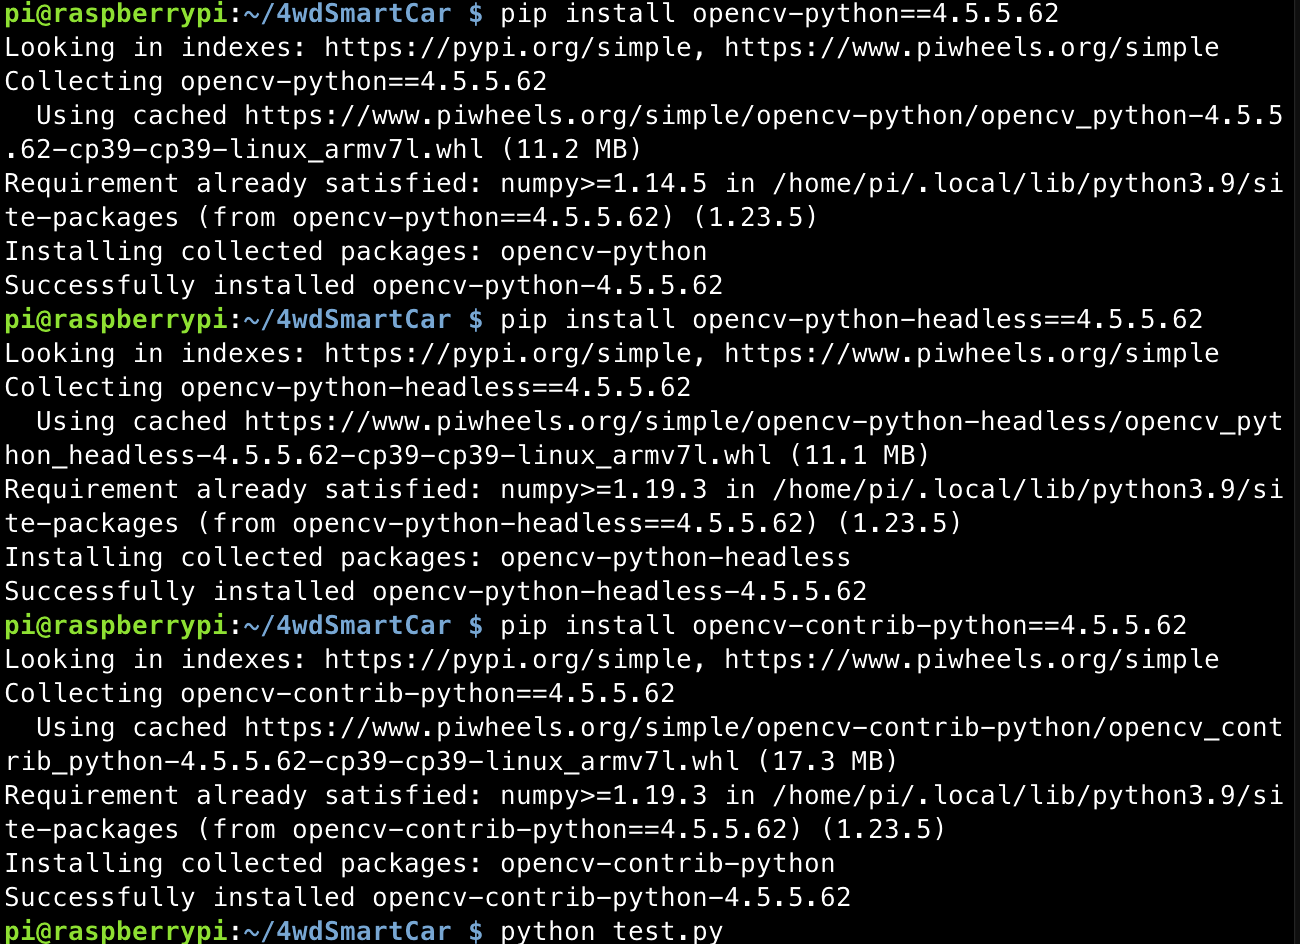 pi@raspberrypi:~/4wdSmartCar $ pip install opencv-python==4.5.5.62
Looking in indexes: https://pypi.org/simple, https://www.piwheels.org/simple
Collecting opencv-python==4.5.5.62
  Using cached https://www.piwheels.org/simple/opencv-python/opencv_python-4.5.5
.62-cp39-cp39-linux_armv7l.whl (11.2 MB)
Requirement already satisfied: numpy>=1.14.5 in /home/pi/.local/lib/python3.9/si
te-packages (from opencv-python==4.5.5.62) (1.23.5)
Installing collected packages: opencv-python
Successfully installed opencv-python-4.5.5.62
pi@raspberrypi:~/4wdSmartCar $ pip install opencv-python-headless==4.5.5.62
Looking in indexes: https://pypi.org/simple, https://www.piwheels.org/simple
Collecting opencv-python-headless==4.5.5.62
  Using cached https://www.piwheels.org/simple/opencv-python-headless/opencv_pyt
hon_headless-4.5.5.62-cp39-cp39-linux_armv7l.whl (11.1 MB)
Requirement already satisfied: numpy>=1.19.3 in /home/pi/.local/lib/python3.9/si
te-packages (from opencv-python-headless==4.5.5.62) (1.23.5)
Installing collected packages: opencv-python-headless
Successfully installed opencv-python-headless-4.5.5.62
pi@raspberrypi:~/4wdSmartCar $ pip install opencv-contrib-python==4.5.5.62
Looking in indexes: https://pypi.org/simple, https://www.piwheels.org/simple
Collecting opencv-contrib-python==4.5.5.62
  Using cached https://www.piwheels.org/simple/opencv-contrib-python/opencv_cont
rib_python-4.5.5.62-cp39-cp39-linux_armv7l.whl (17.3 MB)
Requirement already satisfied: numpy>=1.19.3 in /home/pi/.local/lib/python3.9/si
te-packages (from opencv-contrib-python==4.5.5.62) (1.23.5)
Installing collected packages: opencv-contrib-python
Successfully installed opencv-contrib-python-4.5.5.62
pi@raspberrypi:~/4wdSmartCar $ python test.py